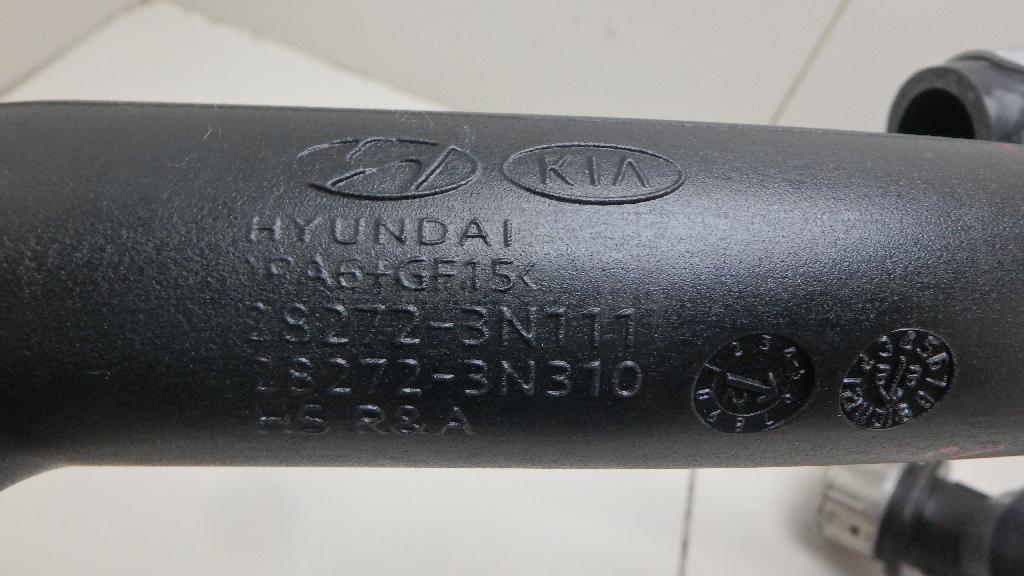 KIA
HYUNDAI
>PA6+GF15<
28272-3N111
28272-3N310
HS R&A